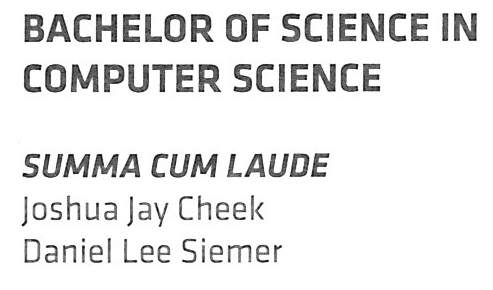 BACHELOR OF SCIENCE IN
COMPUTER SCIENCE
SUMMA CUM LAUDE
Joshua Jay Cheek
Daniel Lee Siemer